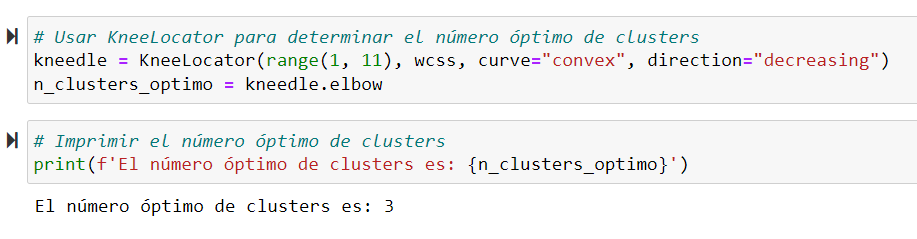 # Usar KneeLocator para determinar el número óptimo de clusters
kneedle = KneeLocator(range(1, 11), wcss, curve="convex", direction="decreasing")
n_clusters_optimo = kneedle.elbow
# Imprimir el número óptimo de clusters
print(f'El número óptimo de clusters es: {n_clusters_optimo}')
El número óptimo de clusters es: 3